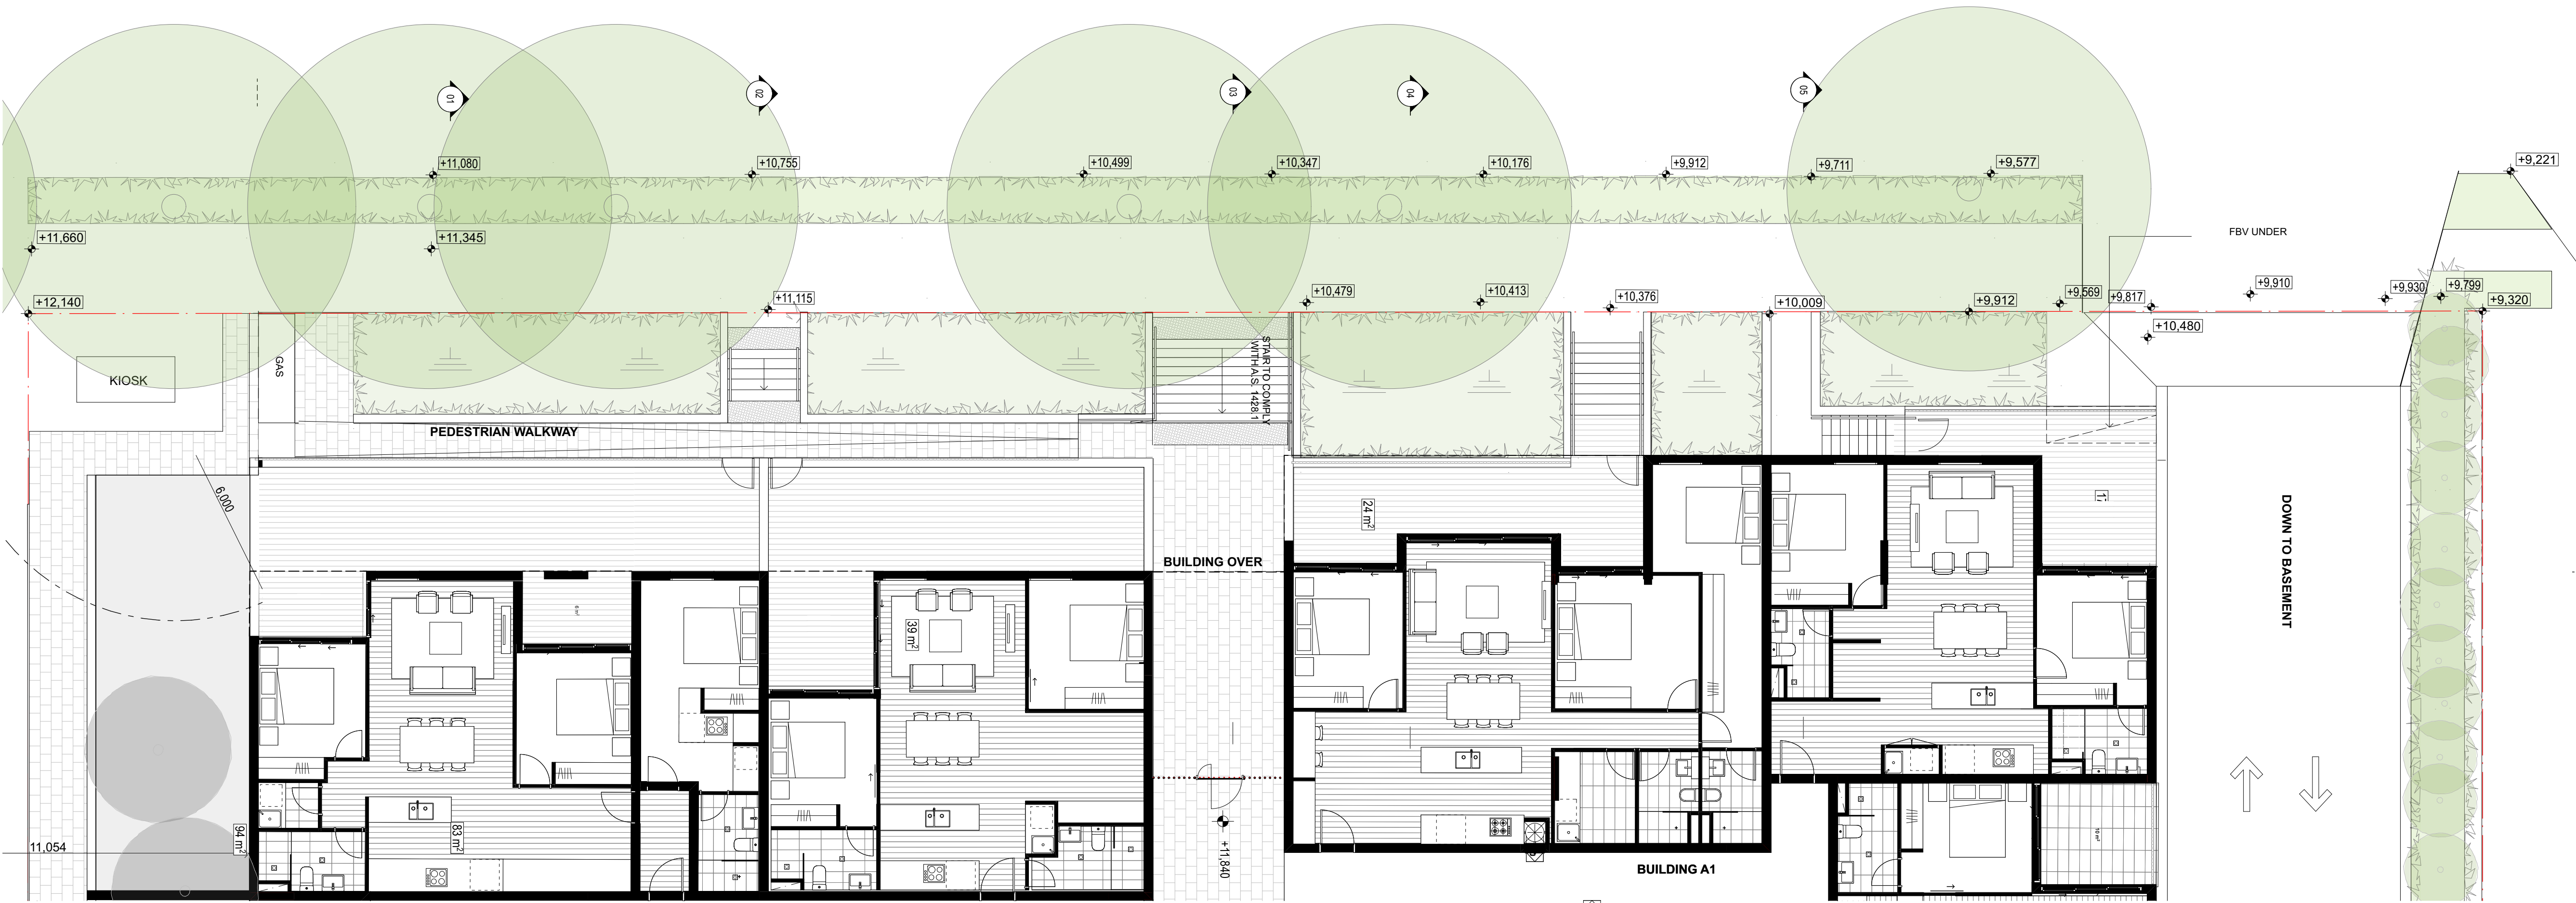 01
02
03
04
05
+11,080
+10,755
+10,499
+10,347
+10,176
+9,912
+9,711
+9,577
+9,221
+11,660
+11,345
FBV UNDER
+12,140
+11,115
+10,479
+10,413
+10,376
+10,009
+9,912
+9,569
+9,817
+9,910
+9,930
+9,799
+9,320
+10,480
KIOSK
GAS
STAIR TO COMPLY
WITH A.S. 1428.1
PEDESTRIAN WALKWAY
6,000
24 m²
BUILDING OVER
DOWN TO BASEMENT
6 m²
39 m²
11,054
94 m²
83 m²
+11,840
BUILDING A1
10 m²